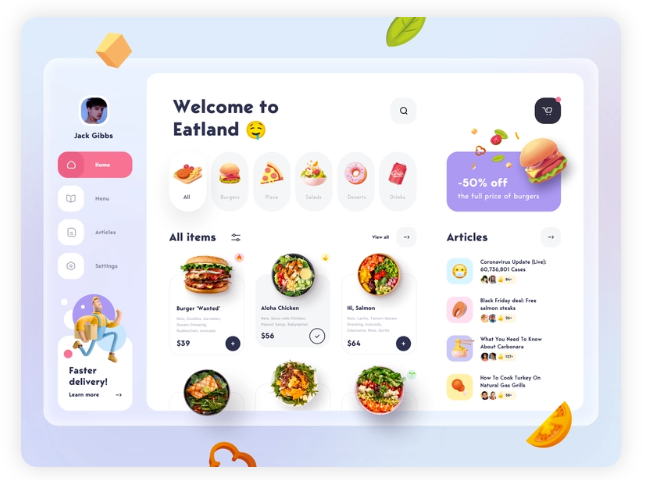 Welcome to
Eatland
Jack Gibbs
Home
Menu
Articles
Settings
Faster
delivery!
Learn more
All
Burgers
Pizza
Salads
Deserts
Drinks
-50% off
the full price of burgers
All items
View all
Burger 'Wanted'
$39
Aloha Chicken
$56
Hi, Salmon
$64
Articles
Coronavirus Update (Live):
60,736,801 Cases
Black Friday deal: Free
salmon steaks
What You Need To Know
About Carbonara
How To Cook Turkey On
Natural Gas Grills